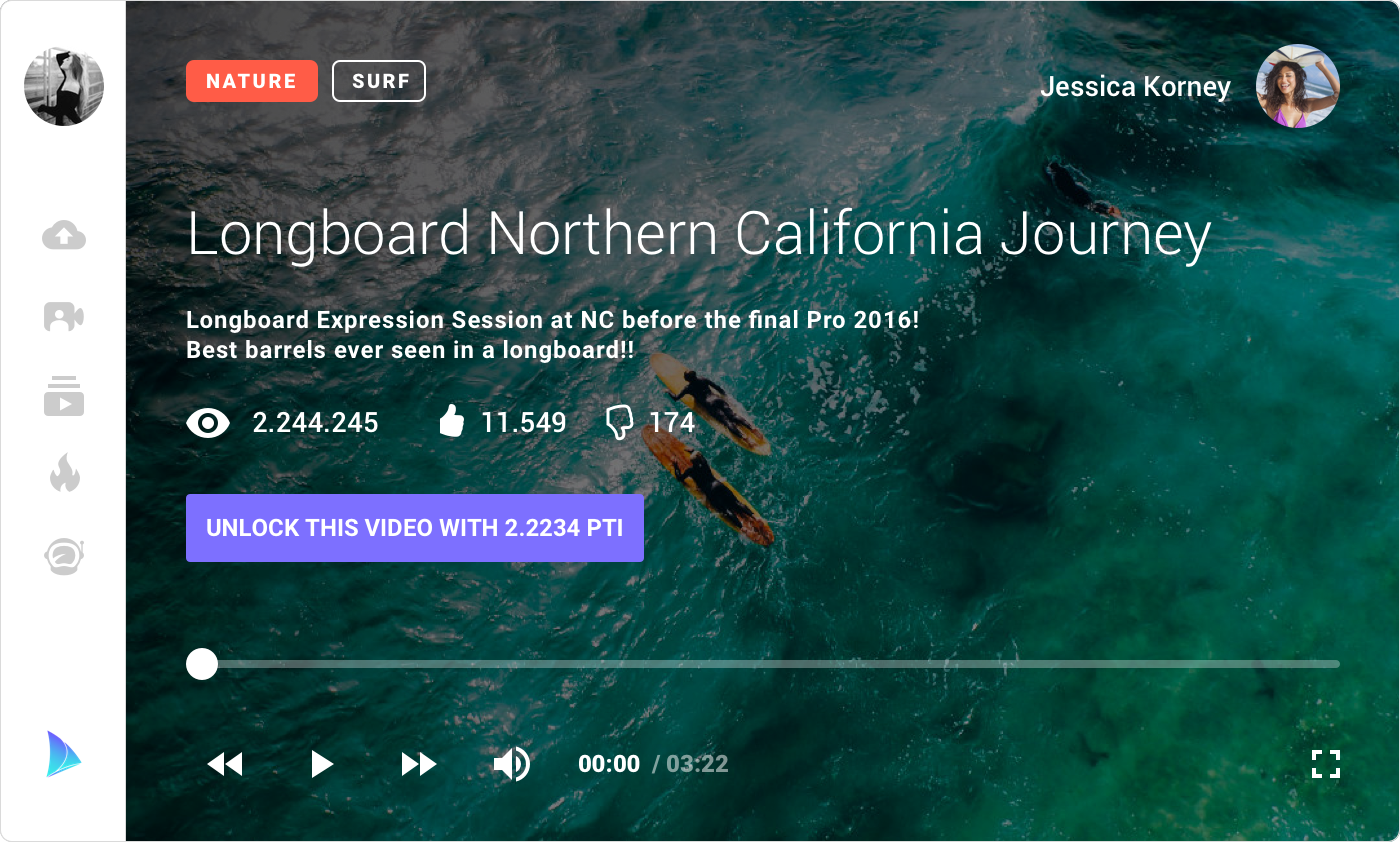 NATURE
SURF
Jessica Korney
Longboard Northern California Journey
Longboard Expression Session at NC before the final Pro 2016!
Best barrels ever seen in a longboard!!
2.244.245
11.549
174
UNLOCK THIS VIDEO WITH 2.2234 PTI
00:00 / 03:22